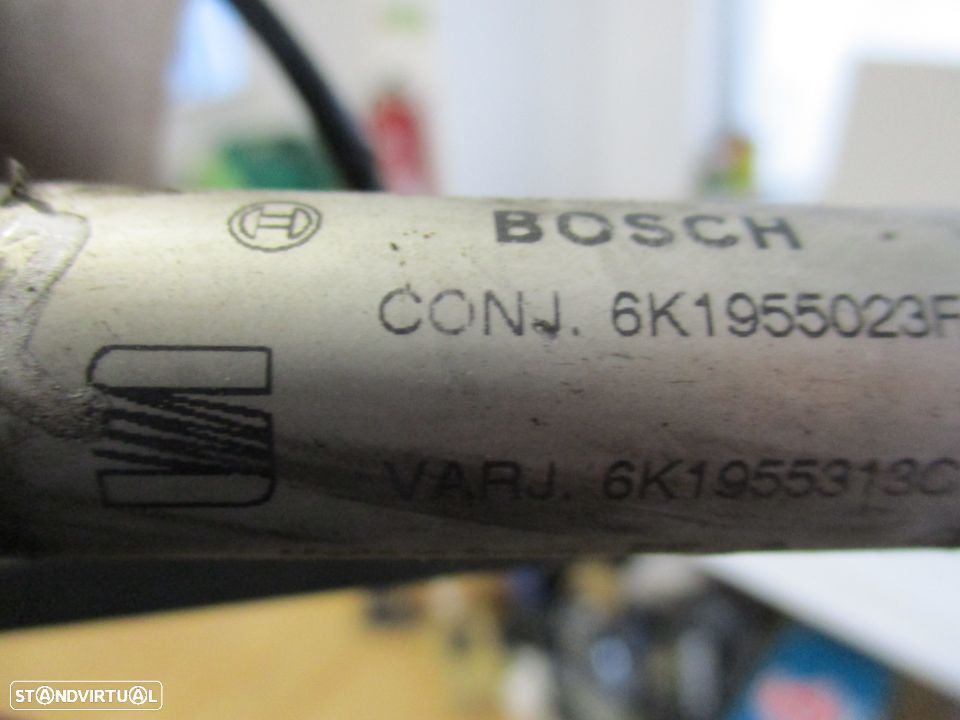 BOSCH
CONJ. 6K1955023F
VARJ. 6K1955313C
STANDVIRTUAL